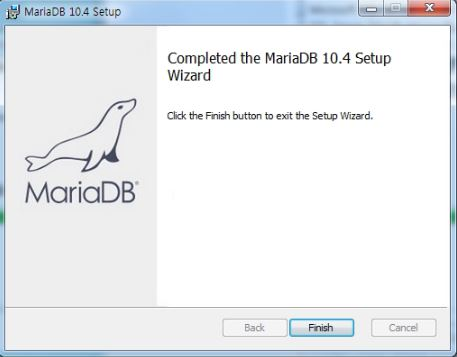 MariaDB 10.4 Setup
Completed the MariaDB 10.4 Setup
Wizard
Click the Finish button to exit the Setup Wizard.
MariaDB®
Back
Finish
Cancel